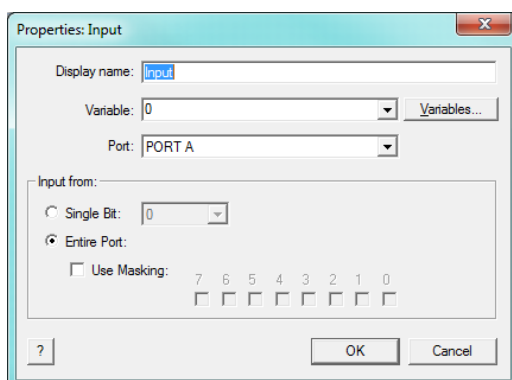 Properties: Input
Display name: Input
Variable: 0 Variables...
Port: PORT A
Input from:
Single Bit: 0
Entire Port:
Use Masking: 7 6 5 4 3 2 1 0
? OK Cancel